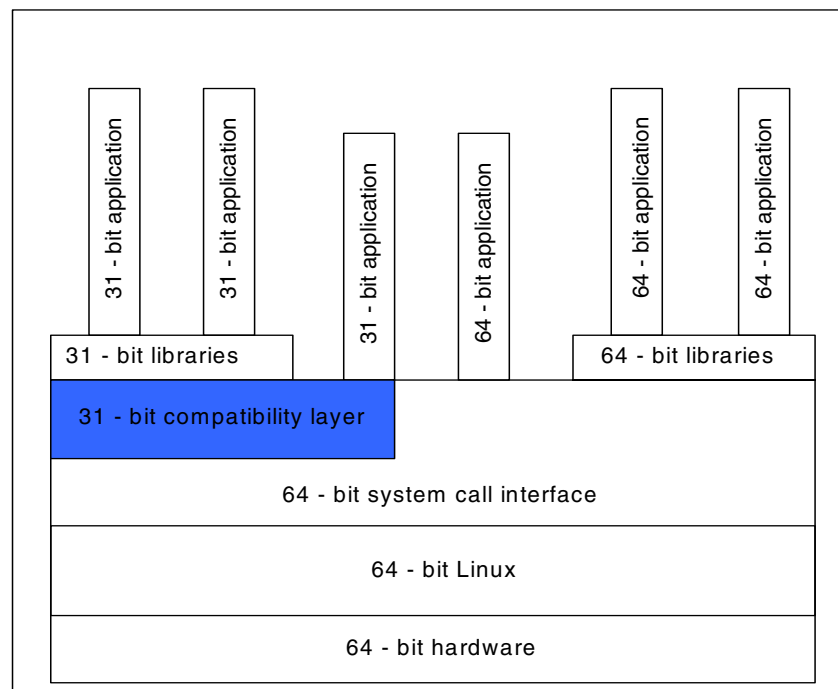 31 - bit application
31 - bit application
31 - bit application
64 - bit application
64 - bit application
64 - bit application
31 - bit libraries
64 - bit libraries
31 - bit compatibility layer
64 - bit system call interface
64 - bit Linux
64 - bit hardware